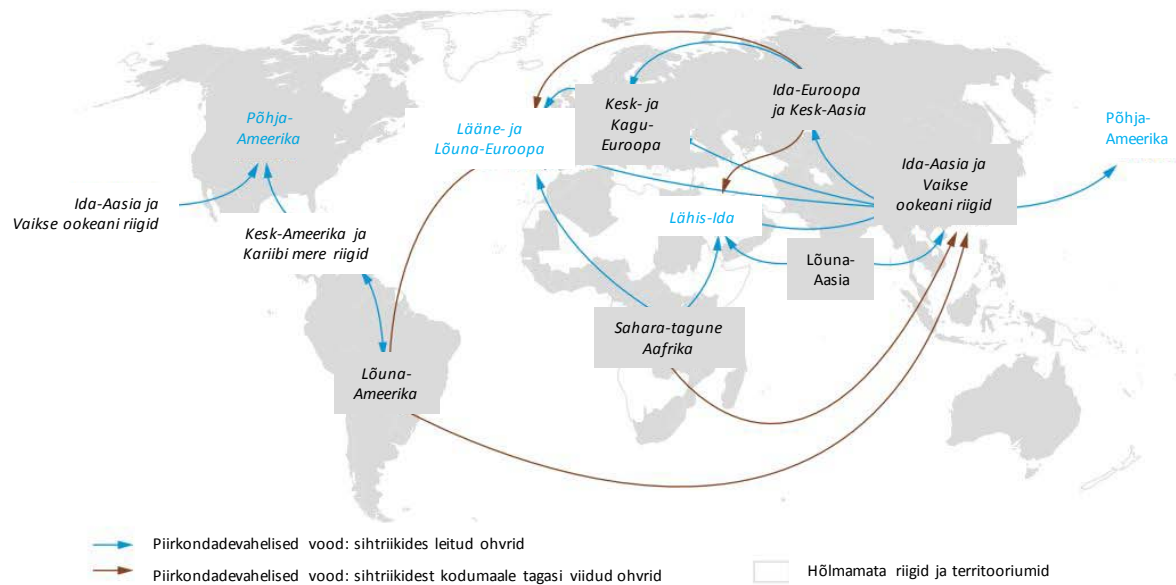 Põhja-
Ameerika
Ida-Aasia ja
Vaikse ookeani riigid
Kesk-Ameerika ja
Kariibi mere riigid
Lõuna-
Ameerika
Lääne- ja
Lõuna-Euroopa
Kesk- ja
Kagu-
Euroopa
Ida-Euroopa
ja Kesk-Aasia
Lähis-Ida
Lõuna-
Aasia
Sahara-tagune
Aafrika
Ida-Aasia ja
Vaikse
ookeani riigid
Põhja-
Ameerika
Piirkondadevahelised vood: sihtriikides leitud ohvrid
Piirkondadevahelised vood: sihtriikidest kodumaale tagasi viidud ohvrid
Hõlmamata riigid ja territooriumid